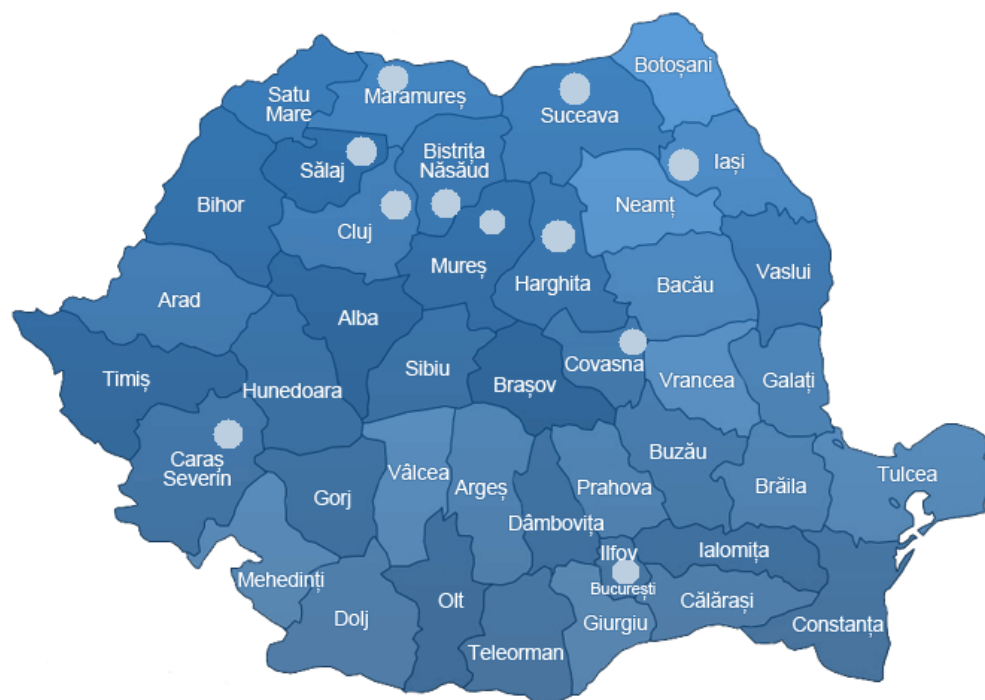 Botoșani
Satu
Mare
Maramureș
Suceava
Iași
Sălaj
Bistrița
Năsăud
Bihor
Neamț
Cluj
Mureș
Harghita
Bacău
Vaslui
Arad
Alba
Timiș
Hunedoara
Sibiu
Brașov
Covasna
Vrancea
Galați
Caraș
Severin
Gorj
Vâlcea
Argeș
Dâmbovița
Prahova
Buzău
Brăila
Tulcea
Mehedinți
Dolj
Olt
Teleorman
Ilfov
București
Giurgiu
Ialomița
Călărași
Constanța